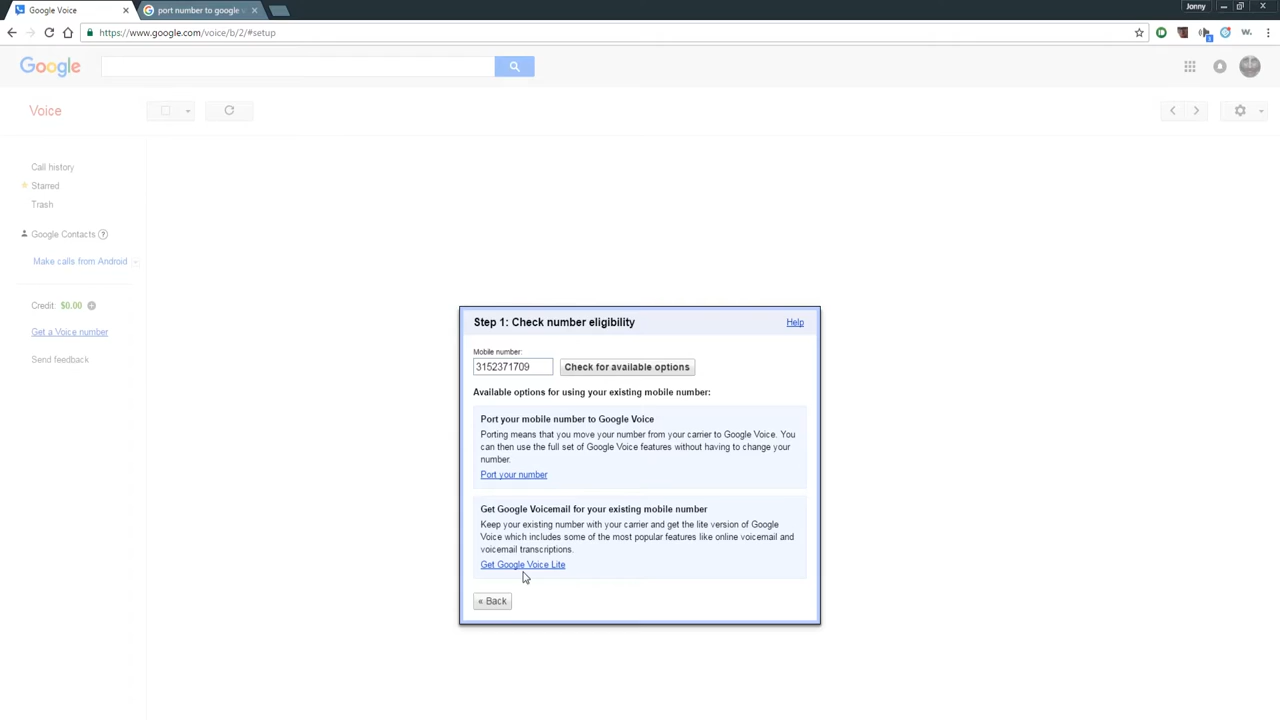 Google Voice
port number to google v
Jonny
https://www.google.com/voice/b/2/#setup
Google
Voice
Call history
Starred
Trash
Google Contacts ?
Make calls from Android
Credit: $0.00
Get a Voice number
Send feedback
Step 1: Check number eligibility
Help
Mobile number:
3152371709
Check for available options
Available options for using your existing mobile number:
Port your mobile number to Google Voice
Porting means that you move your number from your carrier to Google Voice. You
can then use the full set of Google Voice features without having to change your
number.
Port your number
Get Google Voicemail for your existing mobile number
Keep your existing number with your carrier and get the lite version of Google
Voice which includes some of the most popular features like online voicemail and
voicemail transcriptions.
Get Google Voice Lite
« Back